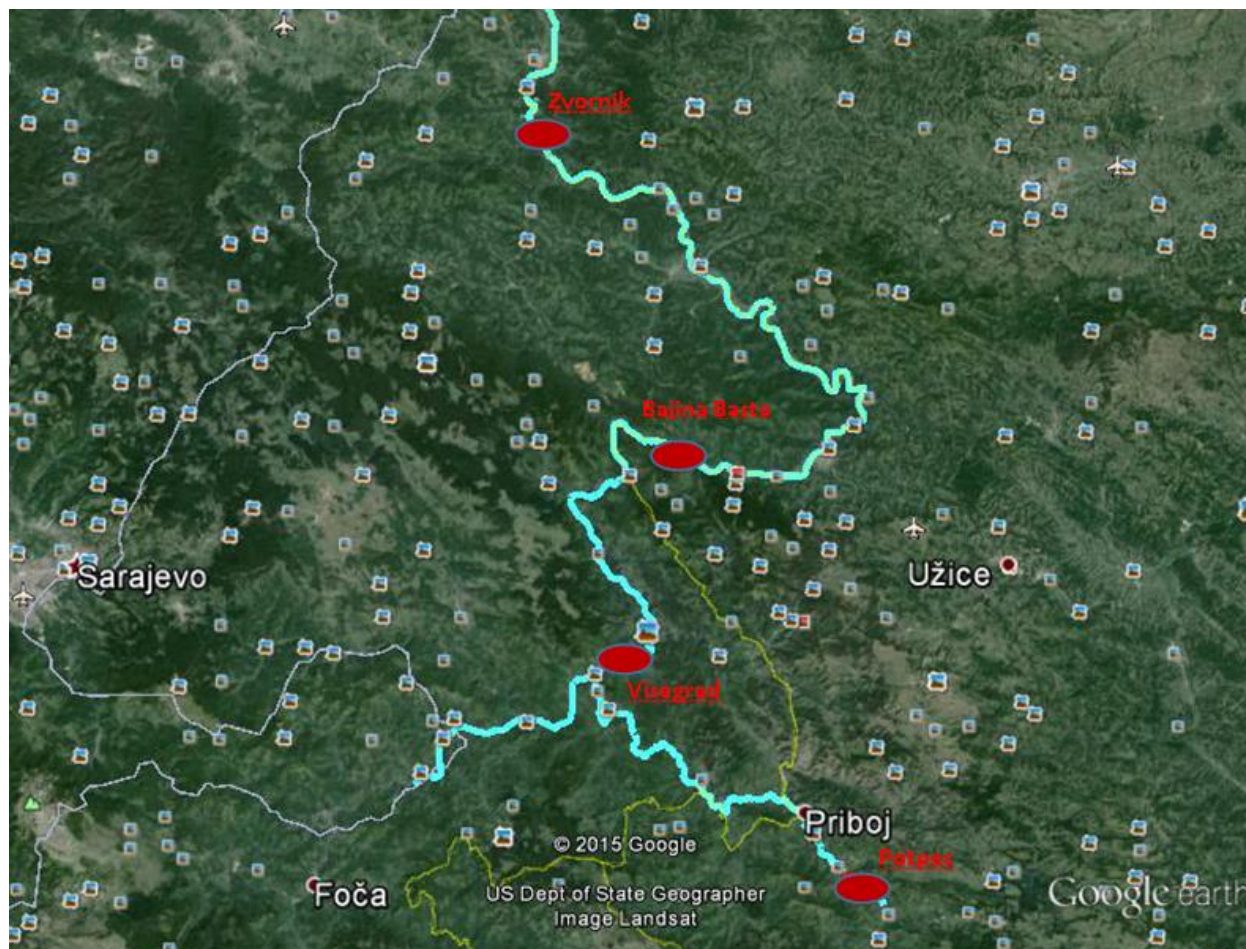 Zvornik
Bajina Basta
Sarajevo
Užice
Visegrad
Priboj
© 2015 Google
Potpec
Foča
US Dept of State Geographer
Image Landsat
Google earth